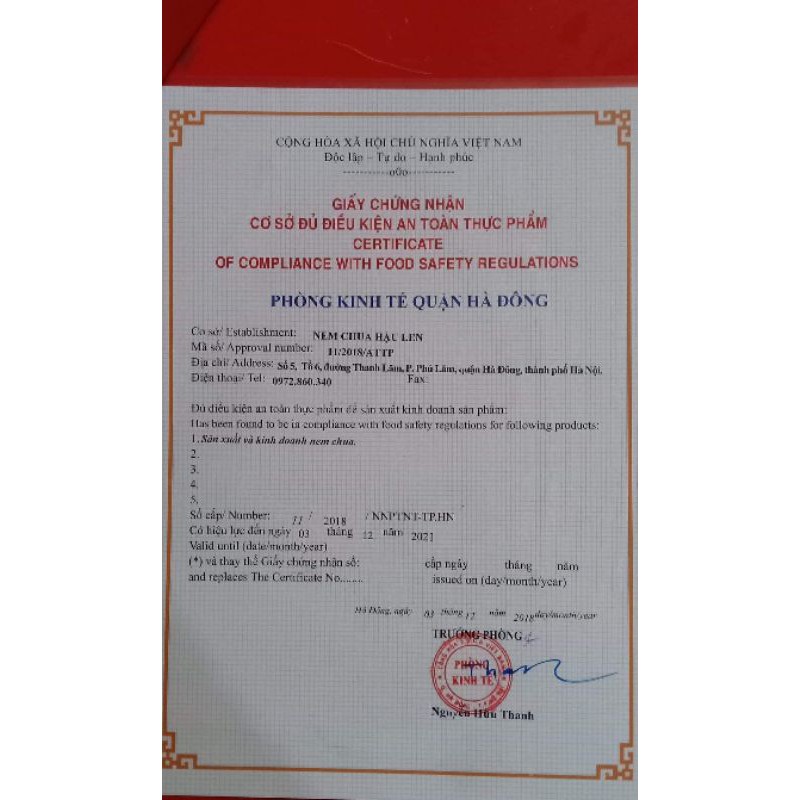 CỘNG HÒA XÃ HỘI CHỦ NGHĨA VIỆT NAM
Độc lập – Tự do – Hạnh phúc
-----------o0o-----------
GIẤY CHỨNG NHẬN
CƠ SỞ ĐỦ ĐIỀU KIỆN AN TOÀN THỰC PHẨM
CERTIFICATE
OF COMPLIANCE WITH FOOD SAFETY REGULATIONS
PHÒNG KINH TẾ QUẬN HÀ ĐÔNG
Cơ sở/ Establishment: NEM CHUA HẬU LEN
Mã số/ Approval number: 11/2018/ATTP
Địa chỉ/ Address: Số 5, Tổ 6, đường Thanh Lãm, P. Phú Lãm, quận Hà Đông, thành phố Hà Nội.
Điện thoại/ Tel: 0972.860.340 Fax:
Đủ điều kiện an toàn thực phẩm để sản xuất kinh doanh sản phẩm:
Has been found to be in compliance with food safety regulations for following products:
1. Sản xuất và kinh doanh nem chua.
2.
3.
4.
5.
Số cấp/ Number: 11 / 2018 / NNPTNT-TP.HN
Có hiệu lực đến ngày 03 tháng 12 năm 2021
Valid until (date/month/year)
(*) và thay thế Giấy chứng nhận số: cấp ngày tháng năm
and replaces The Certificate No........ issued on (day/month/year)
Hà Đông, ngày 03 tháng 12 năm 2018 day/month/year
TRƯỞNG PHÒNG
PHÒNG
KINH TẾ
Nguyễn Hữu Thanh